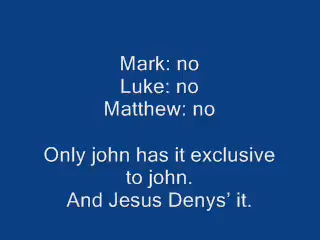 Mark: no
Luke: no
Matthew: no
Only john has it exclusive
to john.
And Jesus Denys’ it.